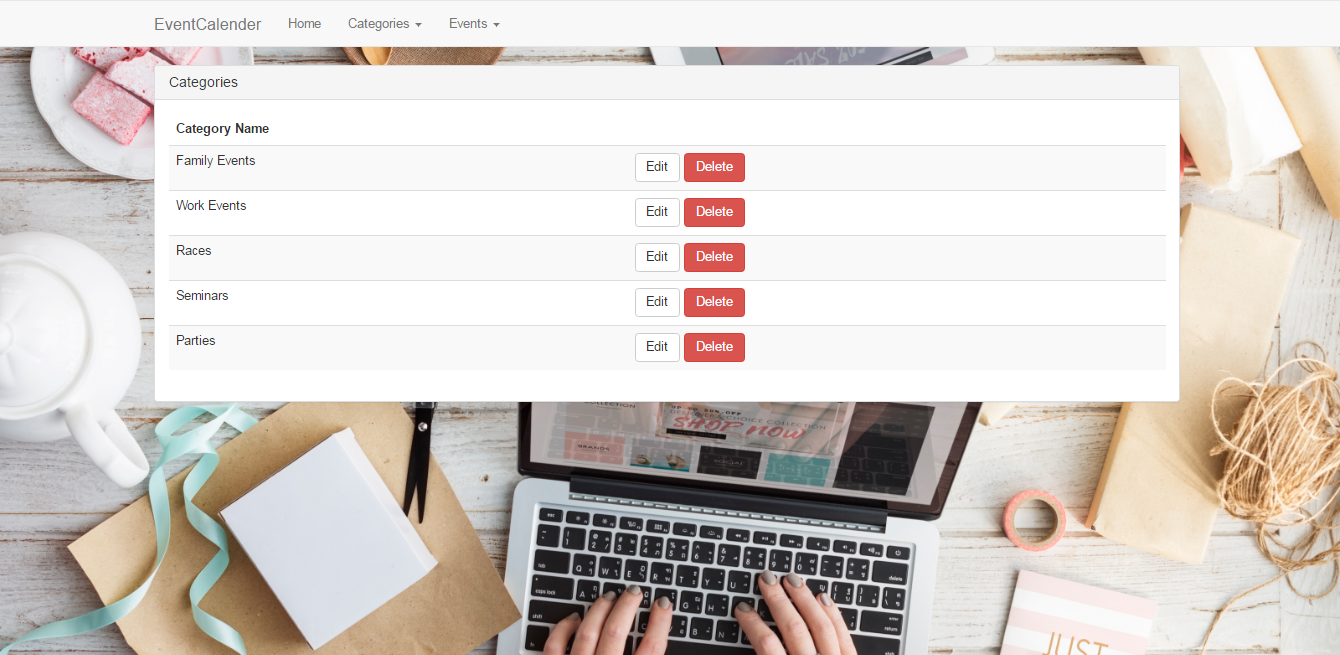 EventCalender Home Categories Events
Categories
Category Name
Family Events Edit Delete
Work Events Edit Delete
Races Edit Delete
Seminars Edit Delete
Parties Edit Delete
SHOP NOW
JUST